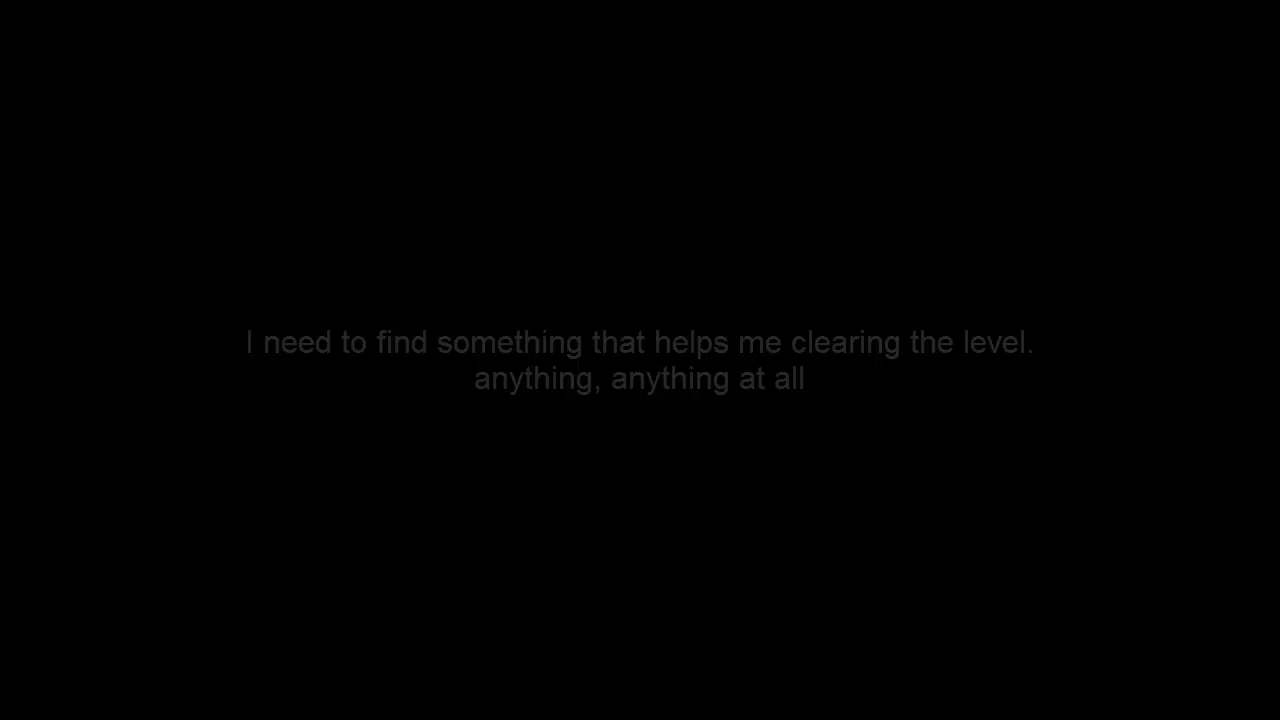 I need to find something that helps me clearing the level.
anything, anything at all